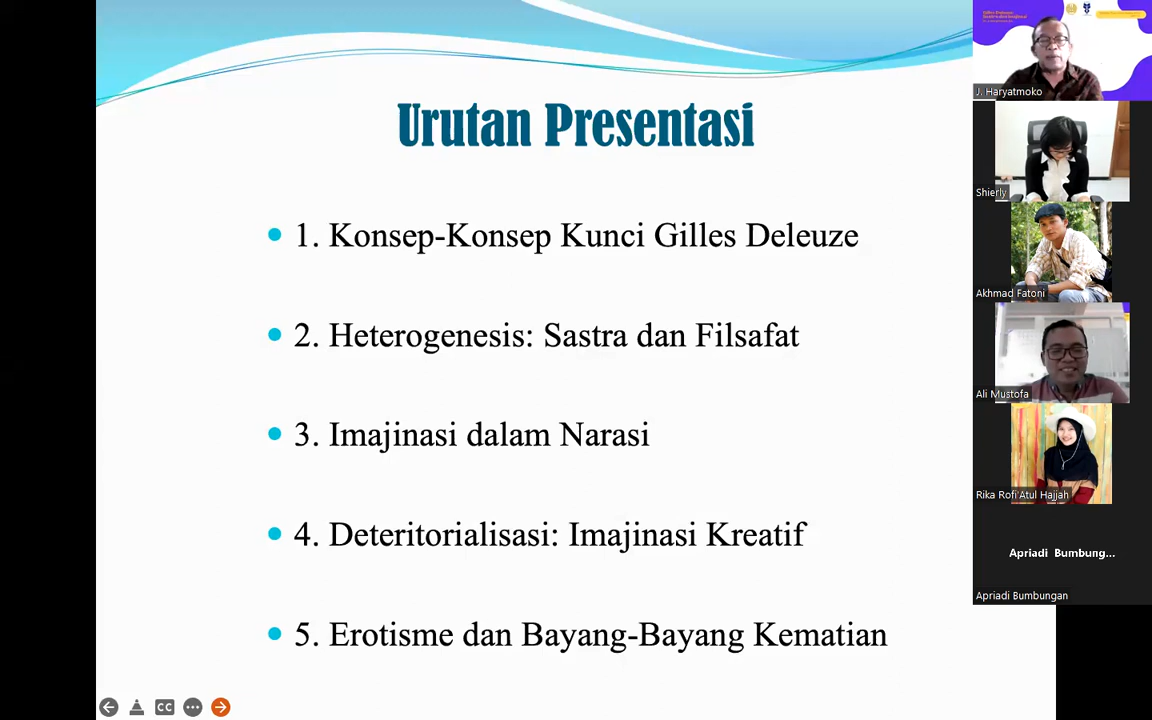 Urutan Presentasi
1. Konsep-Konsep Kunci Gilles Deleuze
2. Heterogenesis: Sastra dan Filsafat
3. Imajinasi dalam Narasi
4. Deteritorialisasi: Imajinasi Kreatif
5. Erotisme dan Bayang-Bayang Kematian
CC
J. Haryatmoko
Shierly
Akhmad Fatoni
Ali Mustofa
Rika Rofi Atul Hajjah
Apriadi Bumbung...
Apriadi Bumbungan